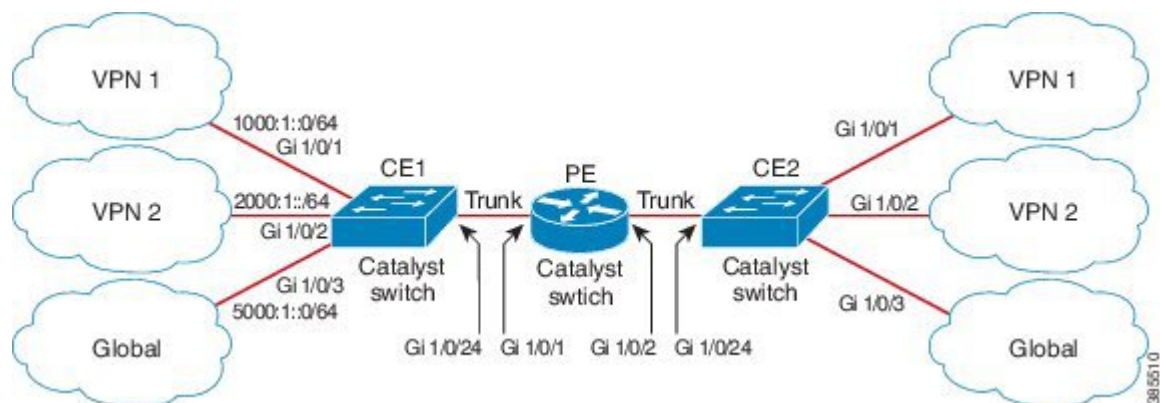 VPN 1
1000:1::0/64
Gi 1/0/1
VPN 2
2000:1::/64
Gi 1/0/2
Global
Gi 1/0/3
5000:1::0/64
CE1
Catalyst
switch
Trunk
PE
Catalyst
swtich
Trunk
CE2
Catalyst
switch
Gi 1/0/24
Gi 1/0/1
Gi 1/0/2
Gi 1/0/24
Gi 1/0/1
VPN 1
Gi 1/0/2
VPN 2
Gi 1/0/3
Global
385510